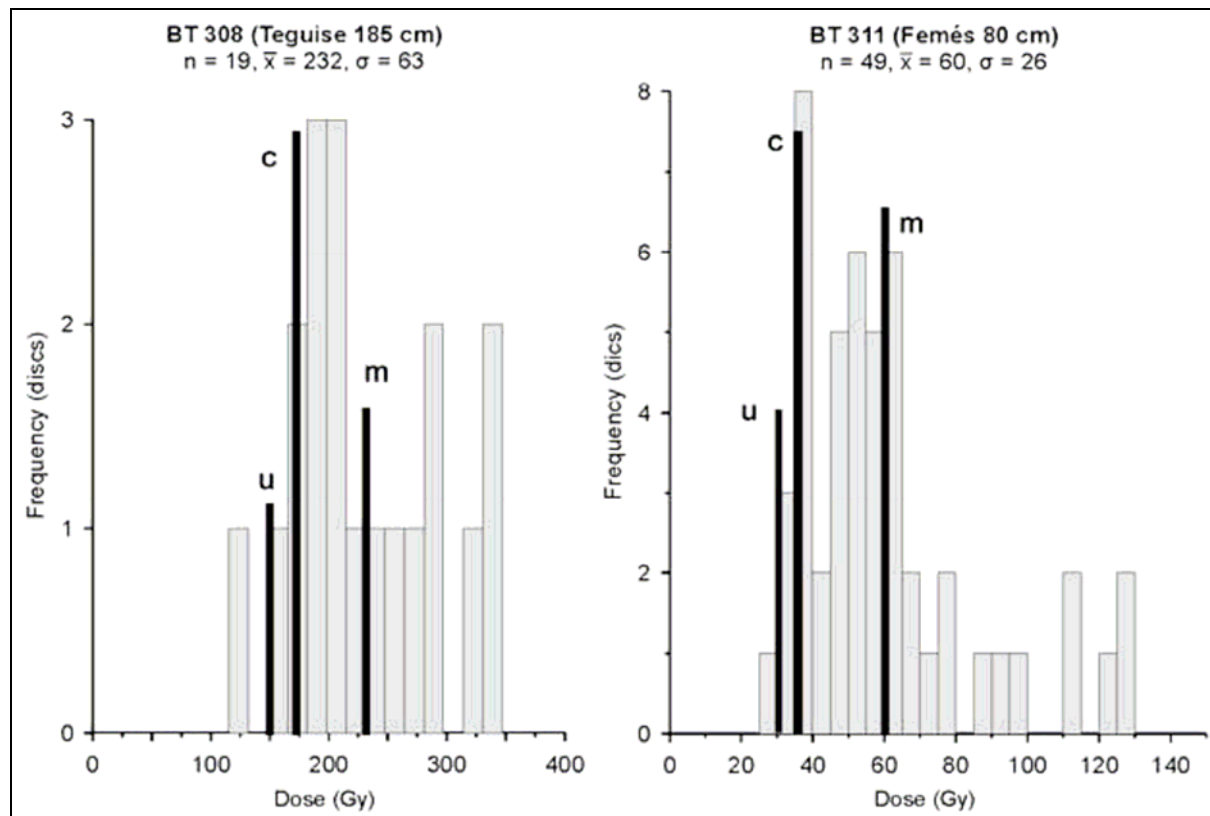 BT 308 (Teguise 185 cm)
n = 19, x̅ = 232, σ = 63
3
2
1
0
Frequency (discs)
c
u
m
0
100
200
300
400
Dose (Gy)
BT 311 (Femés 80 cm)
n = 49, x̅ = 60, σ = 26
8
6
4
2
0
Frequency (dics)
c
u
m
0
20
40
60
80
100
120
140
Dose (Gy)